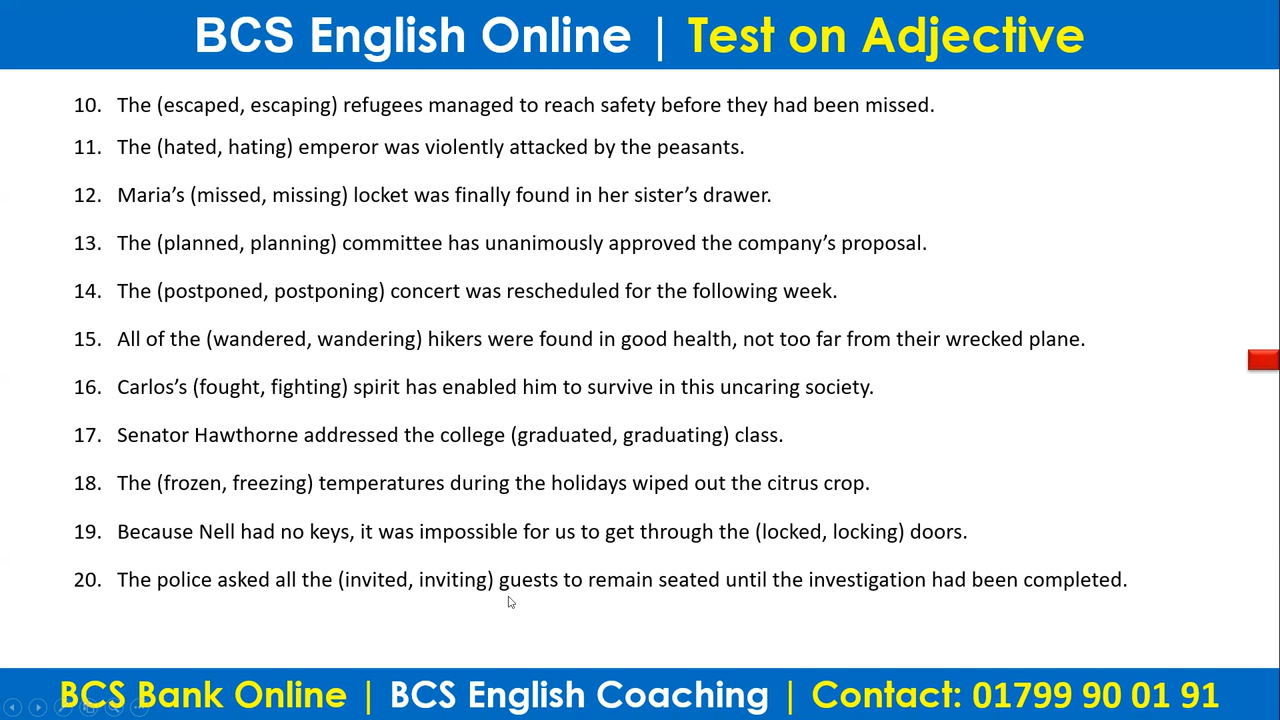 BCS English Online | Test on Adjective
10. The (escaped, escaping) refugees managed to reach safety before they had been missed.
11. The (hated, hating) emperor was violently attacked by the peasants.
12. Maria’s (missed, missing) locket was finally found in her sister’s drawer.
13. The (planned, planning) committee has unanimously approved the company’s proposal.
14. The (postponed, postponing) concert was rescheduled for the following week.
15. All of the (wandered, wandering) hikers were found in good health, not too far from their wrecked plane.
16. Carlos’s (fought, fighting) spirit has enabled him to survive in this uncaring society.
17. Senator Hawthorne addressed the college (graduated, graduating) class.
18. The (frozen, freezing) temperatures during the holidays wiped out the citrus crop.
19. Because Nell had no keys, it was impossible for us to get through the (locked, locking) doors.
20. The police asked all the (invited, inviting) guests to remain seated until the investigation had been completed.
BCS Bank Online | BCS English Coaching | Contact: 01799 90 01 91